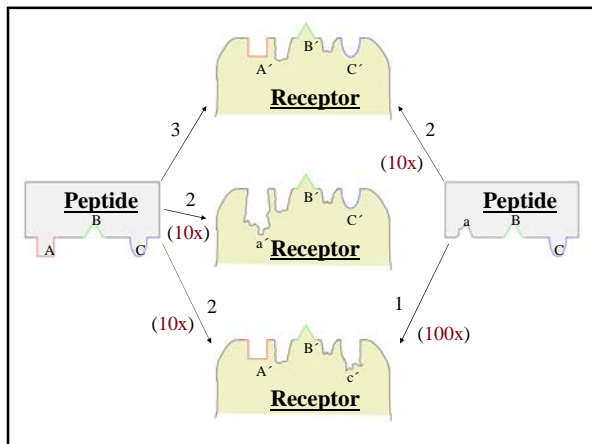 A´ B´ C´
Receptor
3
2
(10x)
Peptide
A B C
2
(10x)
a´ B´ C´
Receptor
Peptide
a B C
2
(10x)
1
(100x)
A´ B´ c´
Receptor